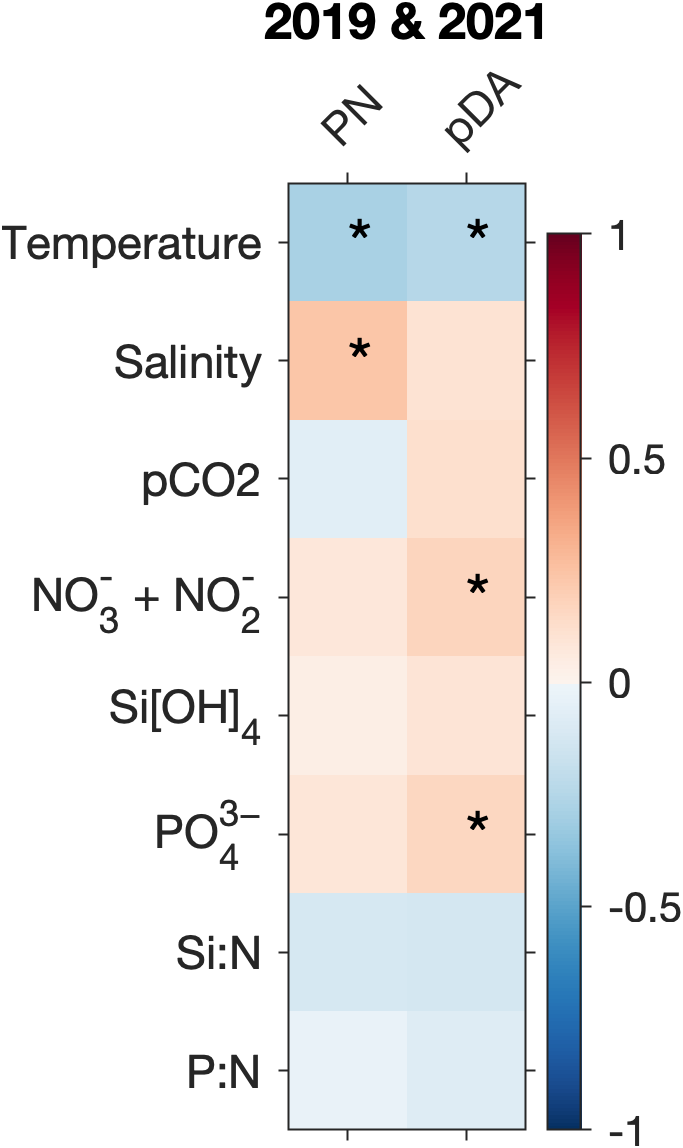 2019 & 2021
PN pDA
Temperature * *
Salinity *
pCO2
NO₃⁻ + NO₂⁻ *
Si[OH]₄
PO₄³⁻ *
Si:N
P:N
1
0.5
0
-0.5
-1